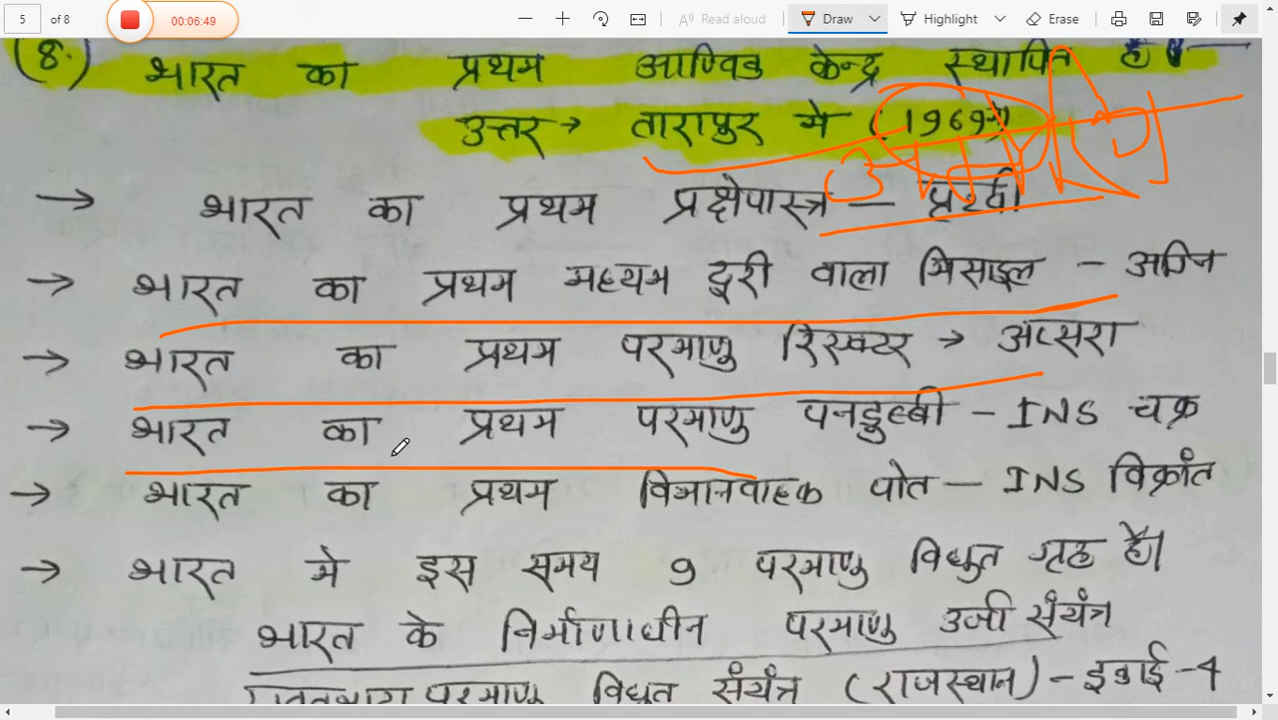 5 of 8
00:06:49
Read aloud
Draw
Highlight
Erase
(8.) भारत का प्रथम आण्विक केन्द्र स्थापित है
उत्तर → तारापुर मे (1969मे)
→ भारत का प्रथम प्रक्षेपास्त्र – पृथ्वी
→ भारत का प्रथम मध्यम दुरी वाला मिसाइल – अग्नि
→ भारत का प्रथम परमाणु रिएक्टर → अप्सरा
→ भारत का प्रथम परमाणु पनडुब्बी – INS चक्र
→ भारत का प्रथम विमानवाहक पोत – INS विक्रांत
→ भारत मे इस समय 9 परमाणु विधुत गृह है।
भारत के निर्माणाधीन परमाणु उर्जा संयंत्र
परमाणु विधुत संयंत्र (राजस्थान) – इकाई -4